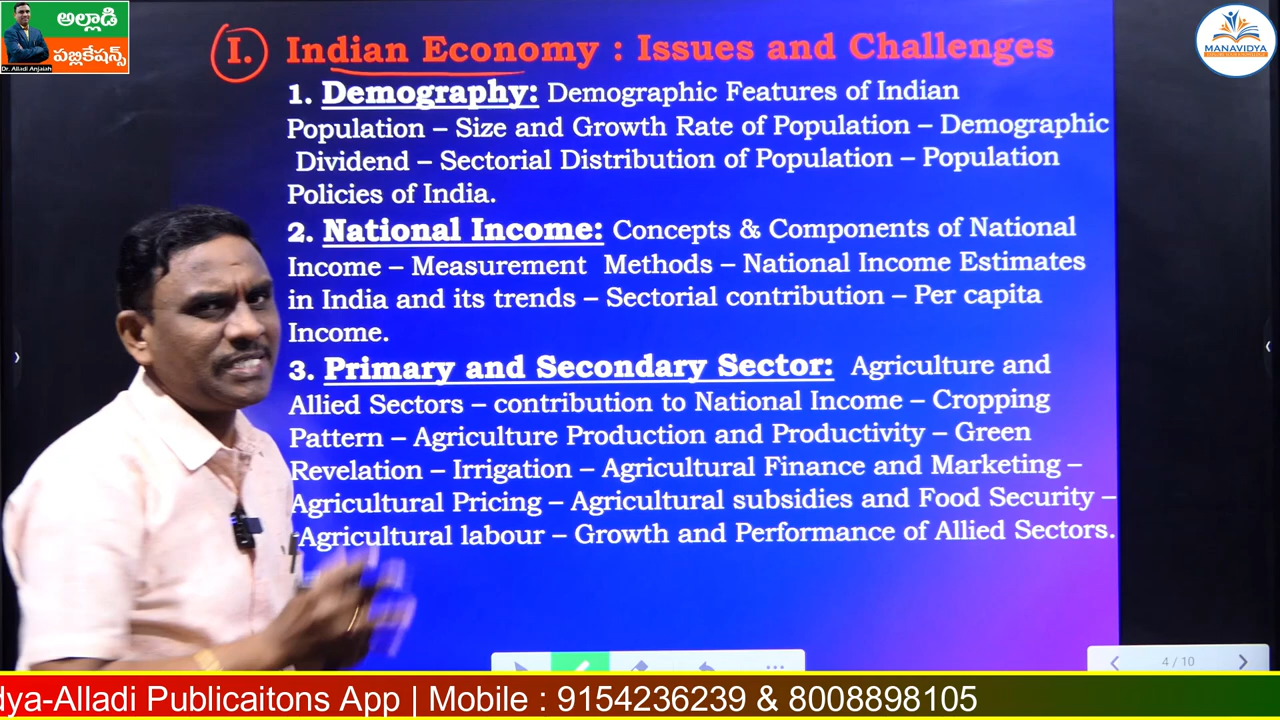 అల్లాడి
పబ్లికేషన్స్
Dr. Alladi Anjaiah
MANAVIDYA
I. Indian Economy : Issues and Challenges
1. Demography: Demographic Features of Indian
Population – Size and Growth Rate of Population – Demographic
Dividend – Sectorial Distribution of Population – Population
Policies of India.
2. National Income: Concepts & Components of National
Income – Measurement Methods – National Income Estimates
in India and its trends – Sectorial contribution – Per capita
Income.
3. Primary and Secondary Sector: Agriculture and
Allied Sectors – contribution to National Income – Cropping
Pattern – Agriculture Production and Productivity – Green
Revelation – Irrigation – Agricultural Finance and Marketing –
Agricultural Pricing – Agricultural subsidies and Food Security –
Agricultural labour – Growth and Performance of Allied Sectors.
4 / 10
dya-Alladi Publicaitons App | Mobile : 9154236239 & 8008898105